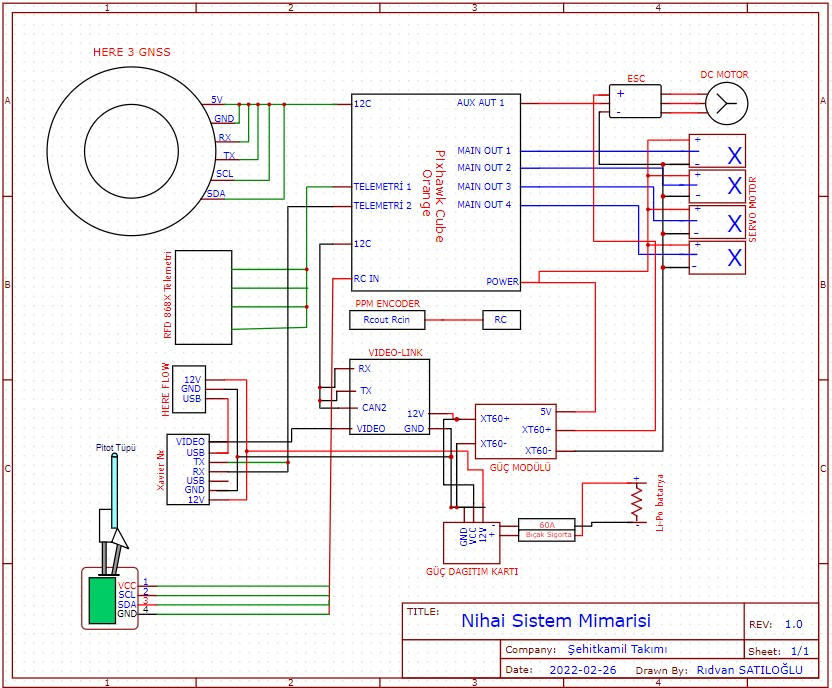 1 2 3 4
HERE 3 GNSS
5V
GND
RX
TX
SCL
SDA
A
B
C
12C
TELEMETRİ 1
TELEMETRİ 2
12C
RC IN
PIxhawk Cube
Orange
AUX AUT 1
MAIN OUT 1
MAIN OUT 2
MAIN OUT 3
MAIN OUT 4
POWER
ESC
+
-
DC MOTOR
+
-
X
+
-
X
+
-
X
+
-
X
SERVO MOTOR
A
B
C
RFD 868X Telemetri
PPM ENCODER
Rcout Rcin
RC
HERE FLOW
12V
GND
USB
VIDEO-LINK
RX
TX
CAN2
VIDEO
12V
GND
XT60+
XT60-
5V
XT60+
XT60-
GÜÇ MODÜLÜ
Xavier Nx
VIDEO
USB
TX
RX
USB
GND
12V
Pitot Tüpü
VCC 1
SCL 2
SDA 3
GND 4
GND
VCC
12V
-
+
GÜÇ DAGITIM KARTI
60A
Bıçak Sigorta
+
-
Li-Po batarya
TITLE:
Nihai Sistem Mimarisi
REV: 1.0
Company: Şehitkamil Takımı
Sheet: 1/1
Date: 2022-02-26
Drawn By: Rıdvan SATILOĞLU
1 2 3 4